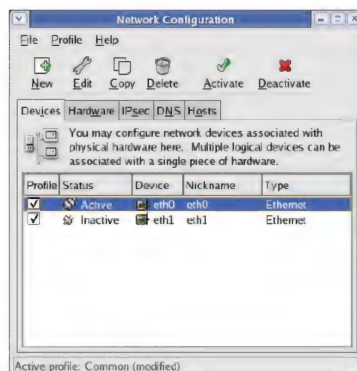 Network Configuration
File Profile Help
New Edit Copy Delete Activate Deactivate
Devices Hardware IPsec DNS Hosts
You may configure network devices associated with
physical hardware here. Multiple logical devices can be
associated with a single piece of hardware.
Profile Status Device Nickname Type
Active eth0 eth0 Ethernet
Inactive eth1 eth1 Ethernet
Active profile: Common (modified)